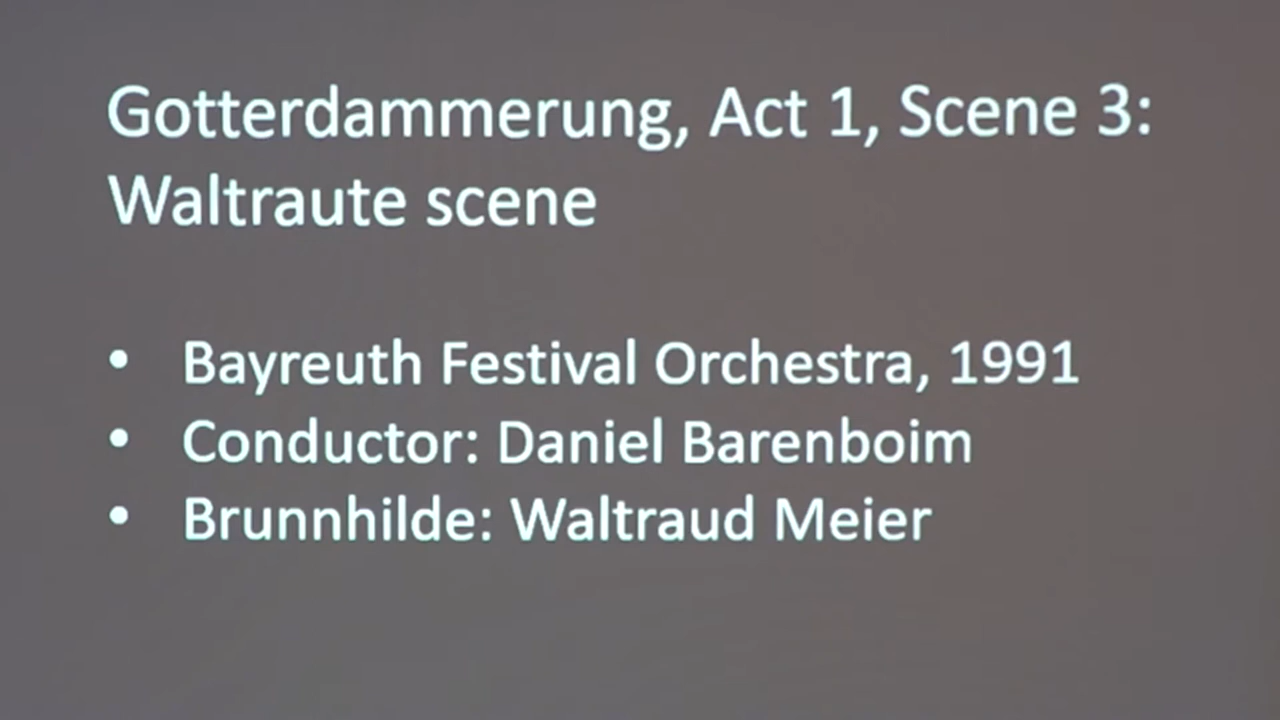 Gotterdammerung, Act 1, Scene 3:
Waltraute scene
• Bayreuth Festival Orchestra, 1991
• Conductor: Daniel Barenboim
• Brunnhilde: Waltraud Meier